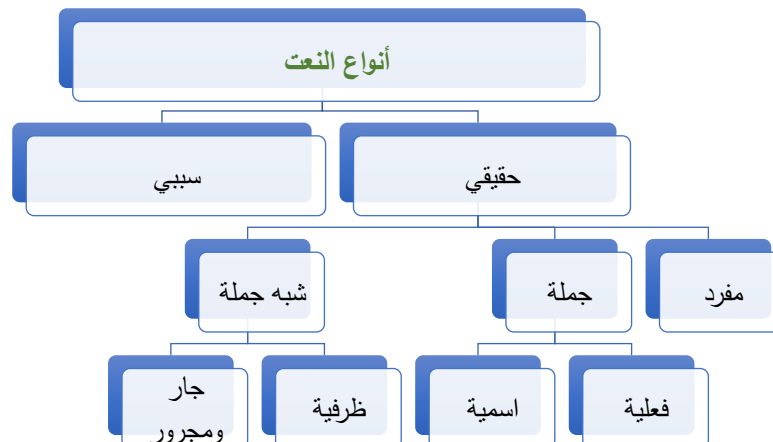 أنواع النعت
حقيقي
سببي
مفرد
جملة
شبه جملة
فعلية
اسمية
ظرفية
جار
ومجرور